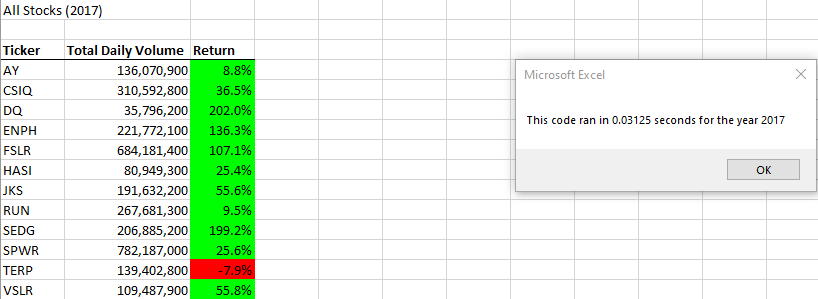 All Stocks (2017)
Ticker Total Daily Volume Return
AY 136,070,900 8.8%
CSIQ 310,592,800 36.5%
DQ 35,796,200 202.0%
ENPH 221,772,100 136.3%
FSLR 684,181,400 107.1%
HASI 80,949,300 25.4%
JKS 191,632,200 55.6%
RUN 267,681,300 9.5%
SEDG 206,885,200 199.2%
SPWR 782,187,000 25.6%
TERP 139,402,800 -7.9%
VSLR 109,487,900 55.8%
Microsoft Excel
This code ran in 0.03125 seconds for the year 2017
OK